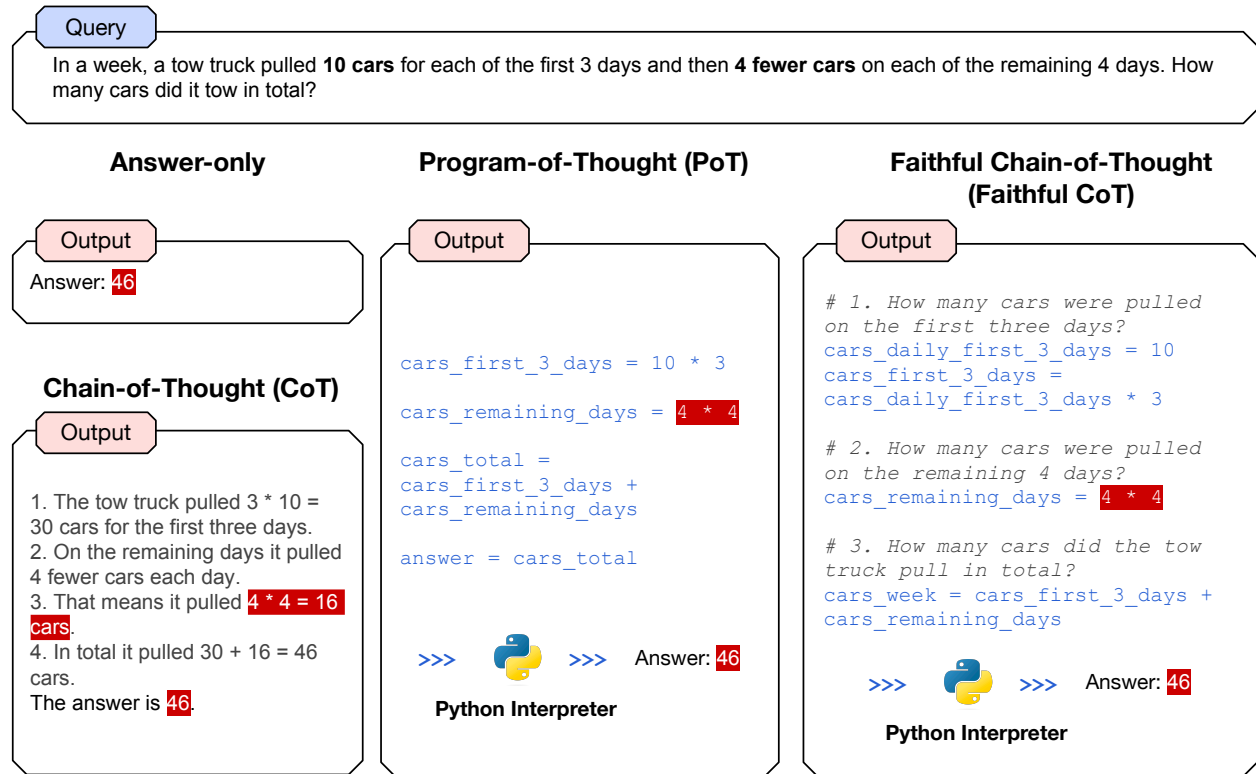 Query
In a week, a tow truck pulled 10 cars for each of the first 3 days and then 4 fewer cars on each of the remaining 4 days. How
many cars did it tow in total?
Answer-only
Output
Answer: 46
Chain-of-Thought (CoT)
Output
1. The tow truck pulled 3 * 10 =
30 cars for the first three days.
2. On the remaining days it pulled
4 fewer cars each day.
3. That means it pulled 4 * 4 = 16
cars.
4. In total it pulled 30 + 16 = 46
cars.
The answer is 46.
Program-of-Thought (PoT)
Output
cars_first_3_days = 10 * 3
cars_remaining_days = 4 * 4
cars_total =
cars_first_3_days +
cars_remaining_days
answer = cars_total
>>> >>> Answer: 46
Python Interpreter
Faithful Chain-of-Thought
(Faithful CoT)
Output
# 1. How many cars were pulled
on the first three days?
cars_daily_first_3_days = 10
cars_first_3_days =
cars_daily_first_3_days * 3
# 2. How many cars were pulled
on the remaining 4 days?
cars_remaining_days = 4 * 4
# 3. How many cars did the tow
truck pull in total?
cars_week = cars_first_3_days +
cars_remaining_days
>>> >>> Answer: 46
Python Interpreter